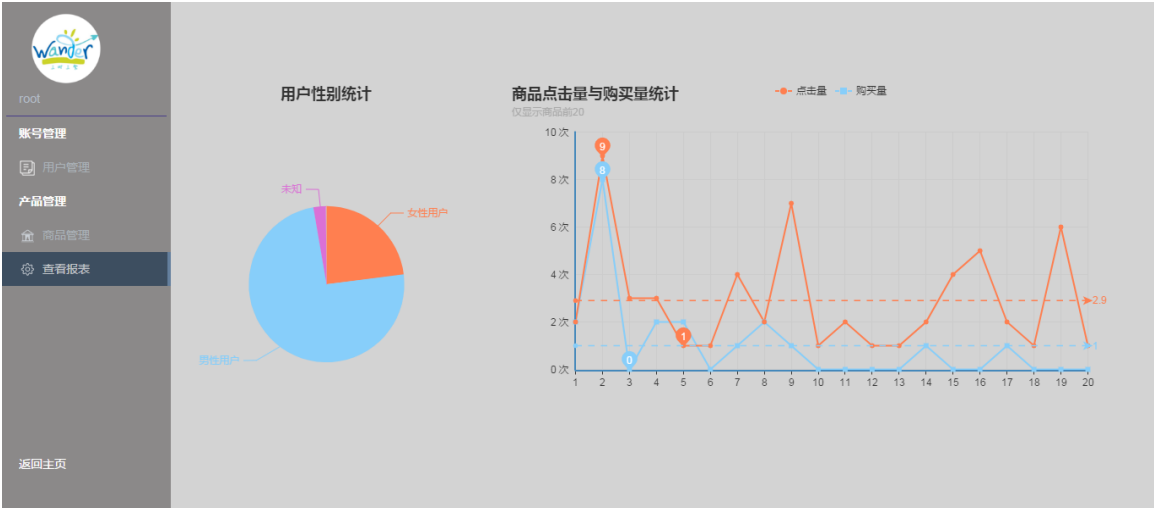 Wander
root
账号管理
用户管理
产品管理
商品管理
查看报表
返回主页
用户性别统计
未知
女性用户
男性用户
商品点击量与购买量统计
仅显示商品前20
点击量 购买量
10 次
8 次
6 次
4 次
2 次
0 次
9
8
0
1
2.9
1
1 2 3 4 5 6 7 8 9 10 11 12 13 14 15 16 17 18 19 20